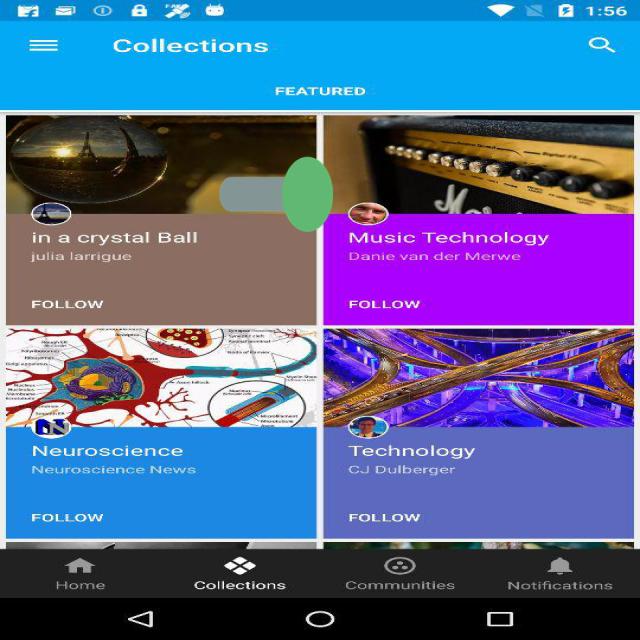 1:56
Collections
FEATURED
in a crystal Ball
julia larrigue
FOLLOW
Music Technology
Danie van der Merwe
FOLLOW
Neuroscience
Neuroscience News
FOLLOW
Technology
CJ Dulberger
FOLLOW
Home
Collections
Communities
Notifications